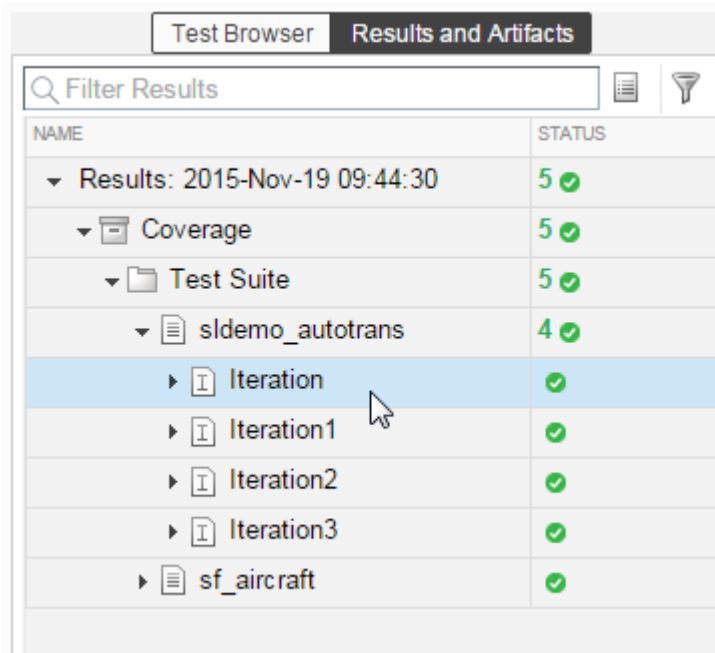 Test Browser Results and Artifacts
Filter Results
NAME STATUS
Results: 2015-Nov-19 09:44:30 5
Coverage 5
Test Suite 5
sldemo_autotrans 4
Iteration
Iteration1
Iteration2
Iteration3
sf_aircraft